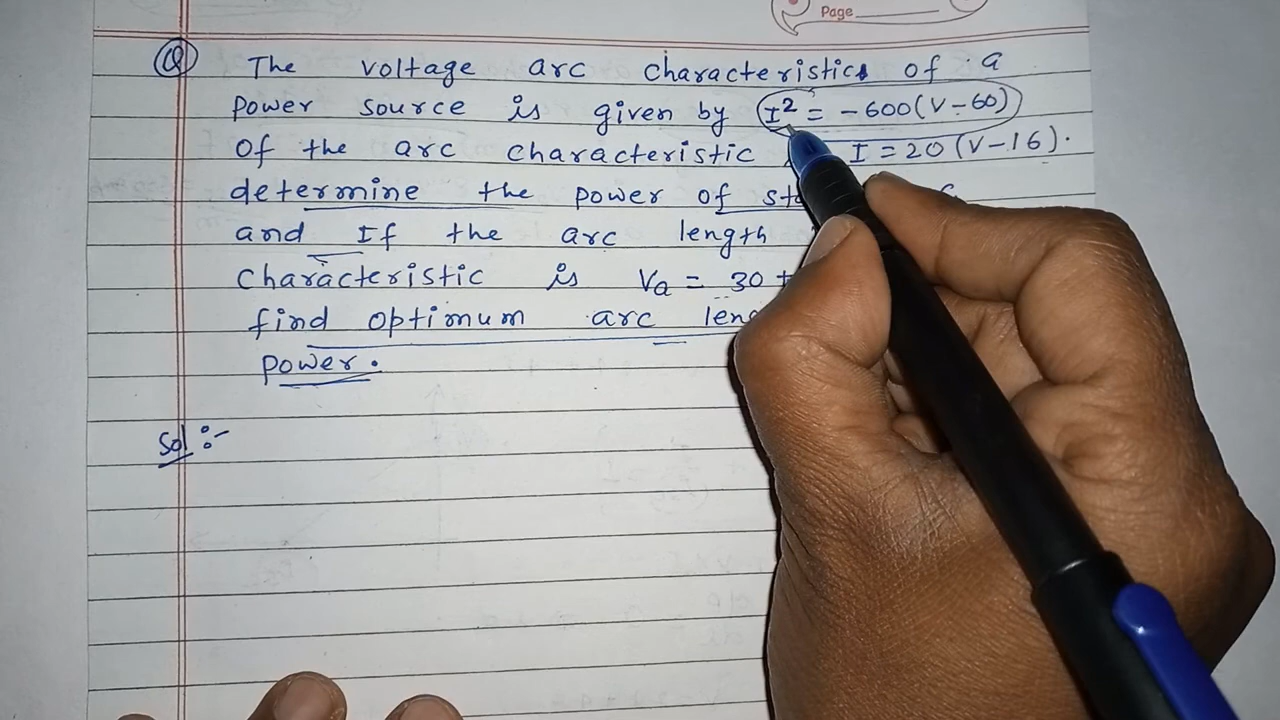 Page
Q The voltage arc characteristics of a
power source is given by I² = -600(V-60)
of the arc characteristic I = 20(V-16).
determine the power of
and If the arc length
characteristic is Va = 30 +
find optimum arc
power.
Sol :-